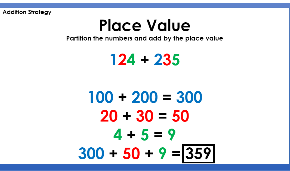 Addition Strategy
Place Value
Partition the numbers and add by the place value
124 + 235
100 + 200 = 300
20 + 30 = 50
4 + 5 = 9
300 + 50 + 9 = 359